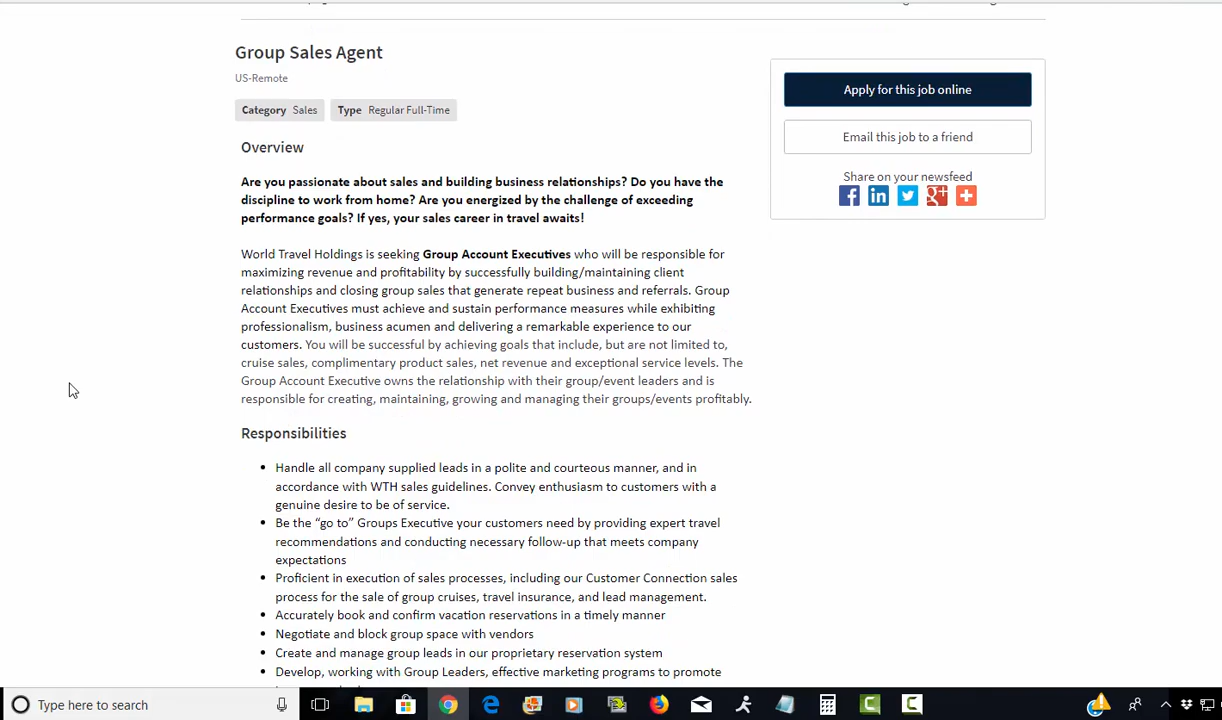 Group Sales Agent
US-Remote
Category Sales Type Regular Full-Time
Overview
Are you passionate about sales and building business relationships? Do you have the
discipline to work from home? Are you energized by the challenge of exceeding
performance goals? If yes, your sales career in travel awaits!
World Travel Holdings is seeking Group Account Executives who will be responsible for
maximizing revenue and profitability by successfully building/maintaining client
relationships and closing group sales that generate repeat business and referrals. Group
Account Executives must achieve and sustain performance measures while exhibiting
professionalism, business acumen and delivering a remarkable experience to our
customers. You will be successful by achieving goals that include, but are not limited to,
cruise sales, complimentary product sales, net revenue and exceptional service levels. The
Group Account Executive owns the relationship with their group/event leaders and is
responsible for creating, maintaining, growing and managing their groups/events profitably.
Responsibilities
• Handle all company supplied leads in a polite and courteous manner, and in
accordance with WTH sales guidelines. Convey enthusiasm to customers with a
genuine desire to be of service.
• Be the “go to” Groups Executive your customers need by providing expert travel
recommendations and conducting necessary follow-up that meets company
expectations
• Proficient in execution of sales processes, including our Customer Connection sales
process for the sale of group cruises, travel insurance, and lead management.
• Accurately book and confirm vacation reservations in a timely manner
• Negotiate and block group space with vendors
• Create and manage group leads in our proprietary reservation system
• Develop, working with Group Leaders, effective marketing programs to promote
Apply for this job online
Email this job to a friend
Share on your newsfeed
Type here to search